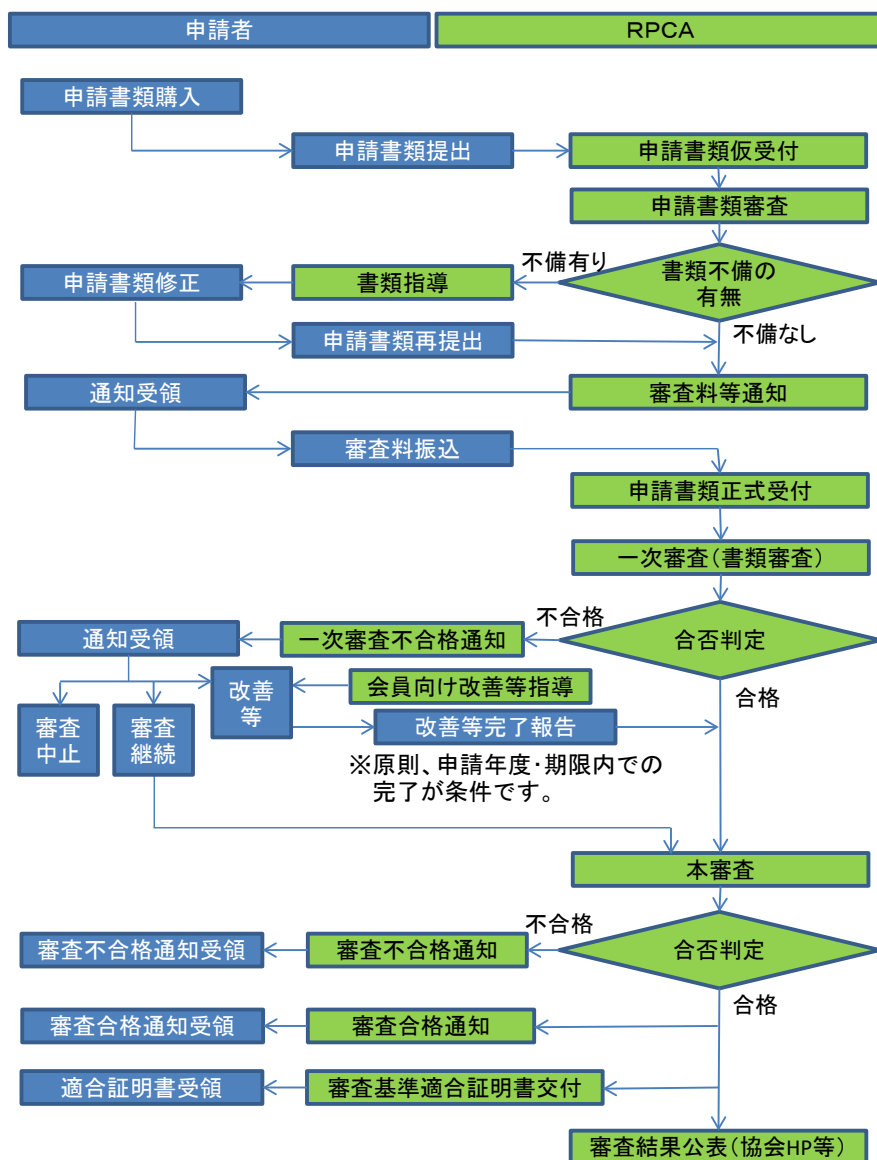 申請者
RPCA
申請書類購入
申請書類提出
申請書類仮受付
申請書類審査
不備有り
書類不備の
有無
書類指導
申請書類修正
申請書類再提出
不備なし
通知受領
審査料等通知
審査料振込
申請書類正式受付
一次審査(書類審査)
不合格
合否判定
一次審査不合格通知
通知受領
合格
改善
等
会員向け改善等指導
審査
中止
審査
継続
改善等完了報告
※原則、申請年度・期限内での
完了が条件です。
本審査
不合格
合否判定
審査不合格通知
審査不合格通知受領
合格
審査合格通知受領
審査合格通知
適合証明書受領
審査基準適合証明書交付
審査結果公表(協会HP等)